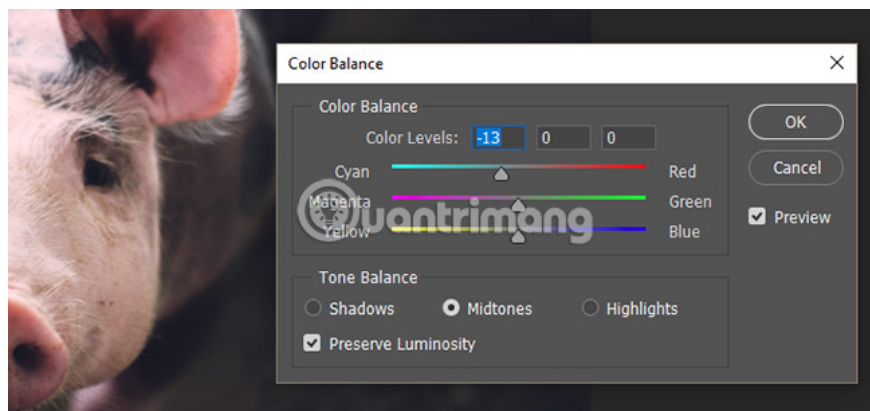 Color Balance
Color Balance
Color Levels: -13 0 0
Cyan Red
Magenta Green
Yellow Blue
Quantrimang
OK
Cancel
Preview
Tone Balance
Shadows Midtones Highlights
Preserve Luminosity